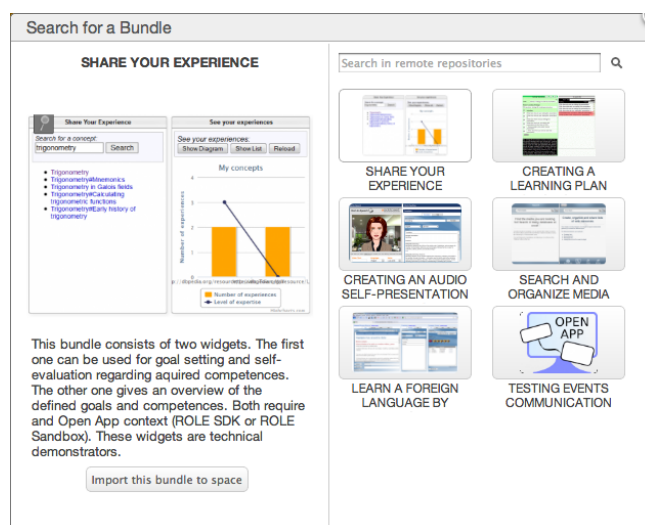 Search for a Bundle
SHARE YOUR EXPERIENCE
Share Your Experience
Search for a concept:
trigonometry
Search
Trigonometry
Trigonometry#Mnemonics
Trigonometry in Galois fields
Trigonometry#Calculating
trigonometric functions
Trigonometry#Early history of
trigonometry
See your experiences
See your experiences:
Show Diagram
Show List
Reload
My concepts
Number of experiences
4
3
2
1
0
Number of experiences
Level of expertise
This bundle consists of two widgets. The first
one can be used for goal setting and self-
evaluation regarding aquired competences.
The other one gives an overview of the
defined goals and competences. Both require
and Open App context (ROLE SDK or ROLE
Sandbox). These widgets are technical
demonstrators.
Import this bundle to space
Search in remote repositories
SHARE YOUR
EXPERIENCE
CREATING A
LEARNING PLAN
CREATING AN AUDIO
SELF-PRESENTATION
SEARCH AND
ORGANIZE MEDIA
LEARN A FOREIGN
LANGUAGE BY
OPEN
APP
TESTING EVENTS
COMMUNICATION